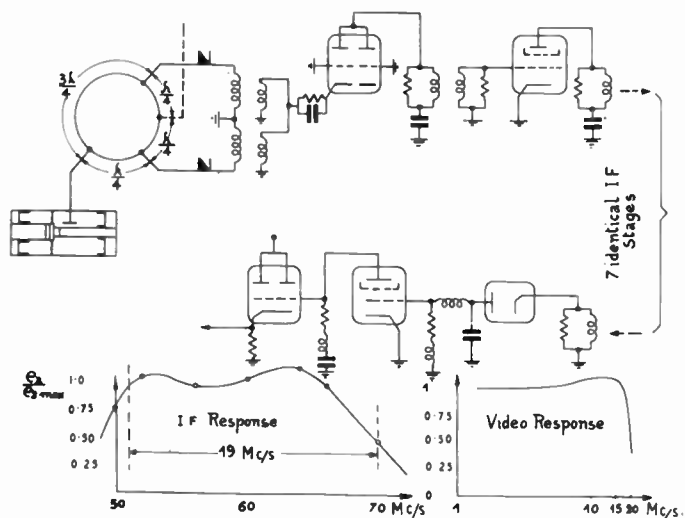 3λ/4
λ/4
λ/4
λ/4
7 identical IF
Stages
e₂/e₂ max
1.0
0.75
0.50
0.25
IF Response
19 Mc/s
50
60
70 Mc/s
1
0.75
0.50
0.25
0
Video Response
1
10
15 20
Mc/s.